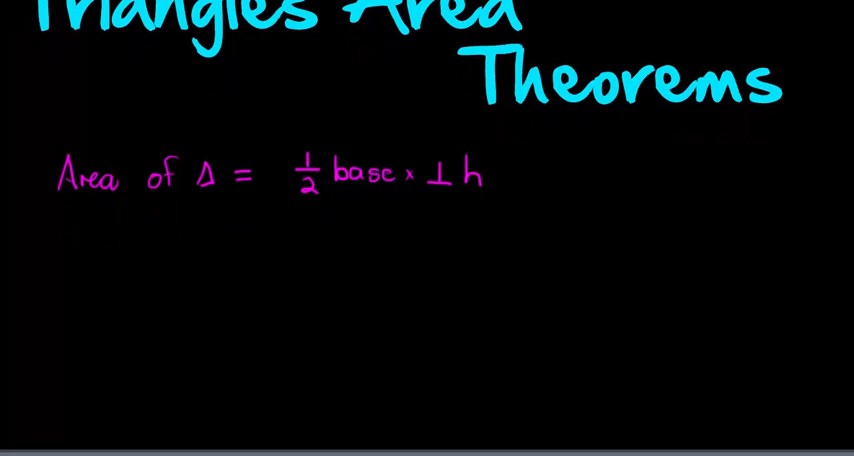 Triangles Area
Theorems
Area of Δ = 1/2 base × ⊥ h